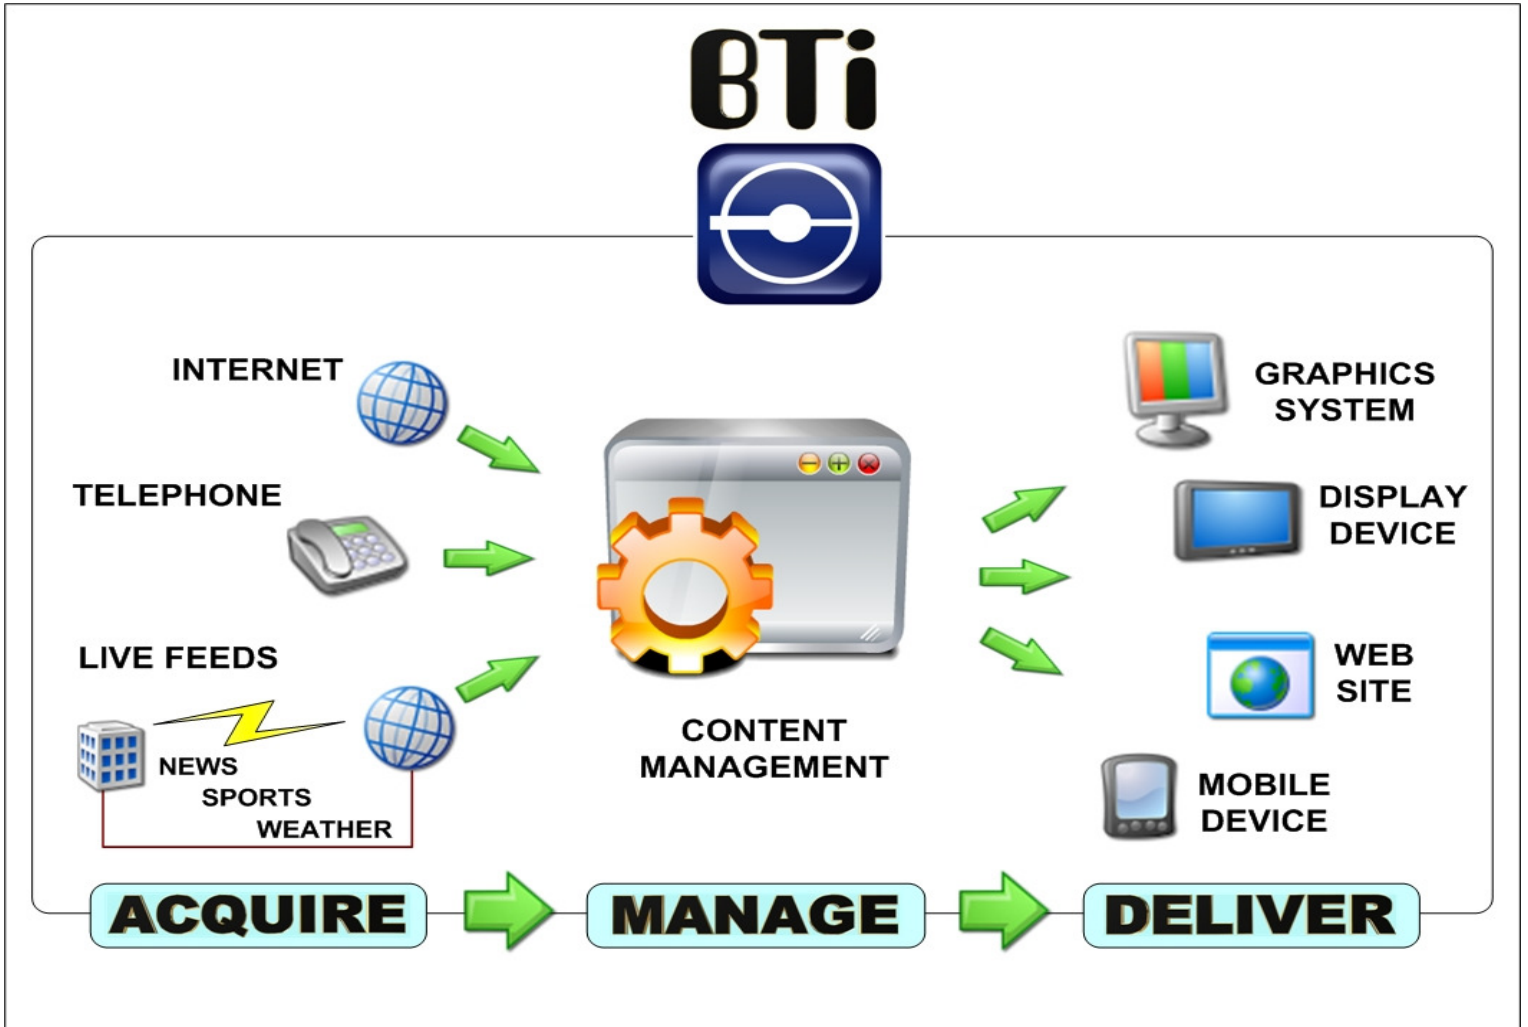 BTi
INTERNET
TELEPHONE
LIVE FEEDS
NEWS
SPORTS
WEATHER
CONTENT
MANAGEMENT
GRAPHICS
SYSTEM
DISPLAY
DEVICE
WEB
SITE
MOBILE
DEVICE
ACQUIRE
MANAGE
DELIVER